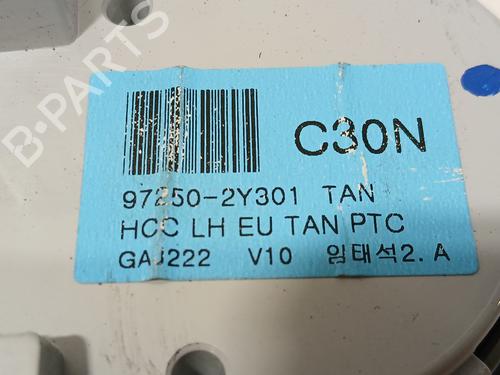 B-PARTS
C30N
97250-2Y301 TAN
HCC LH EU TAN PTC
GAJ222 V10 임태석2. A